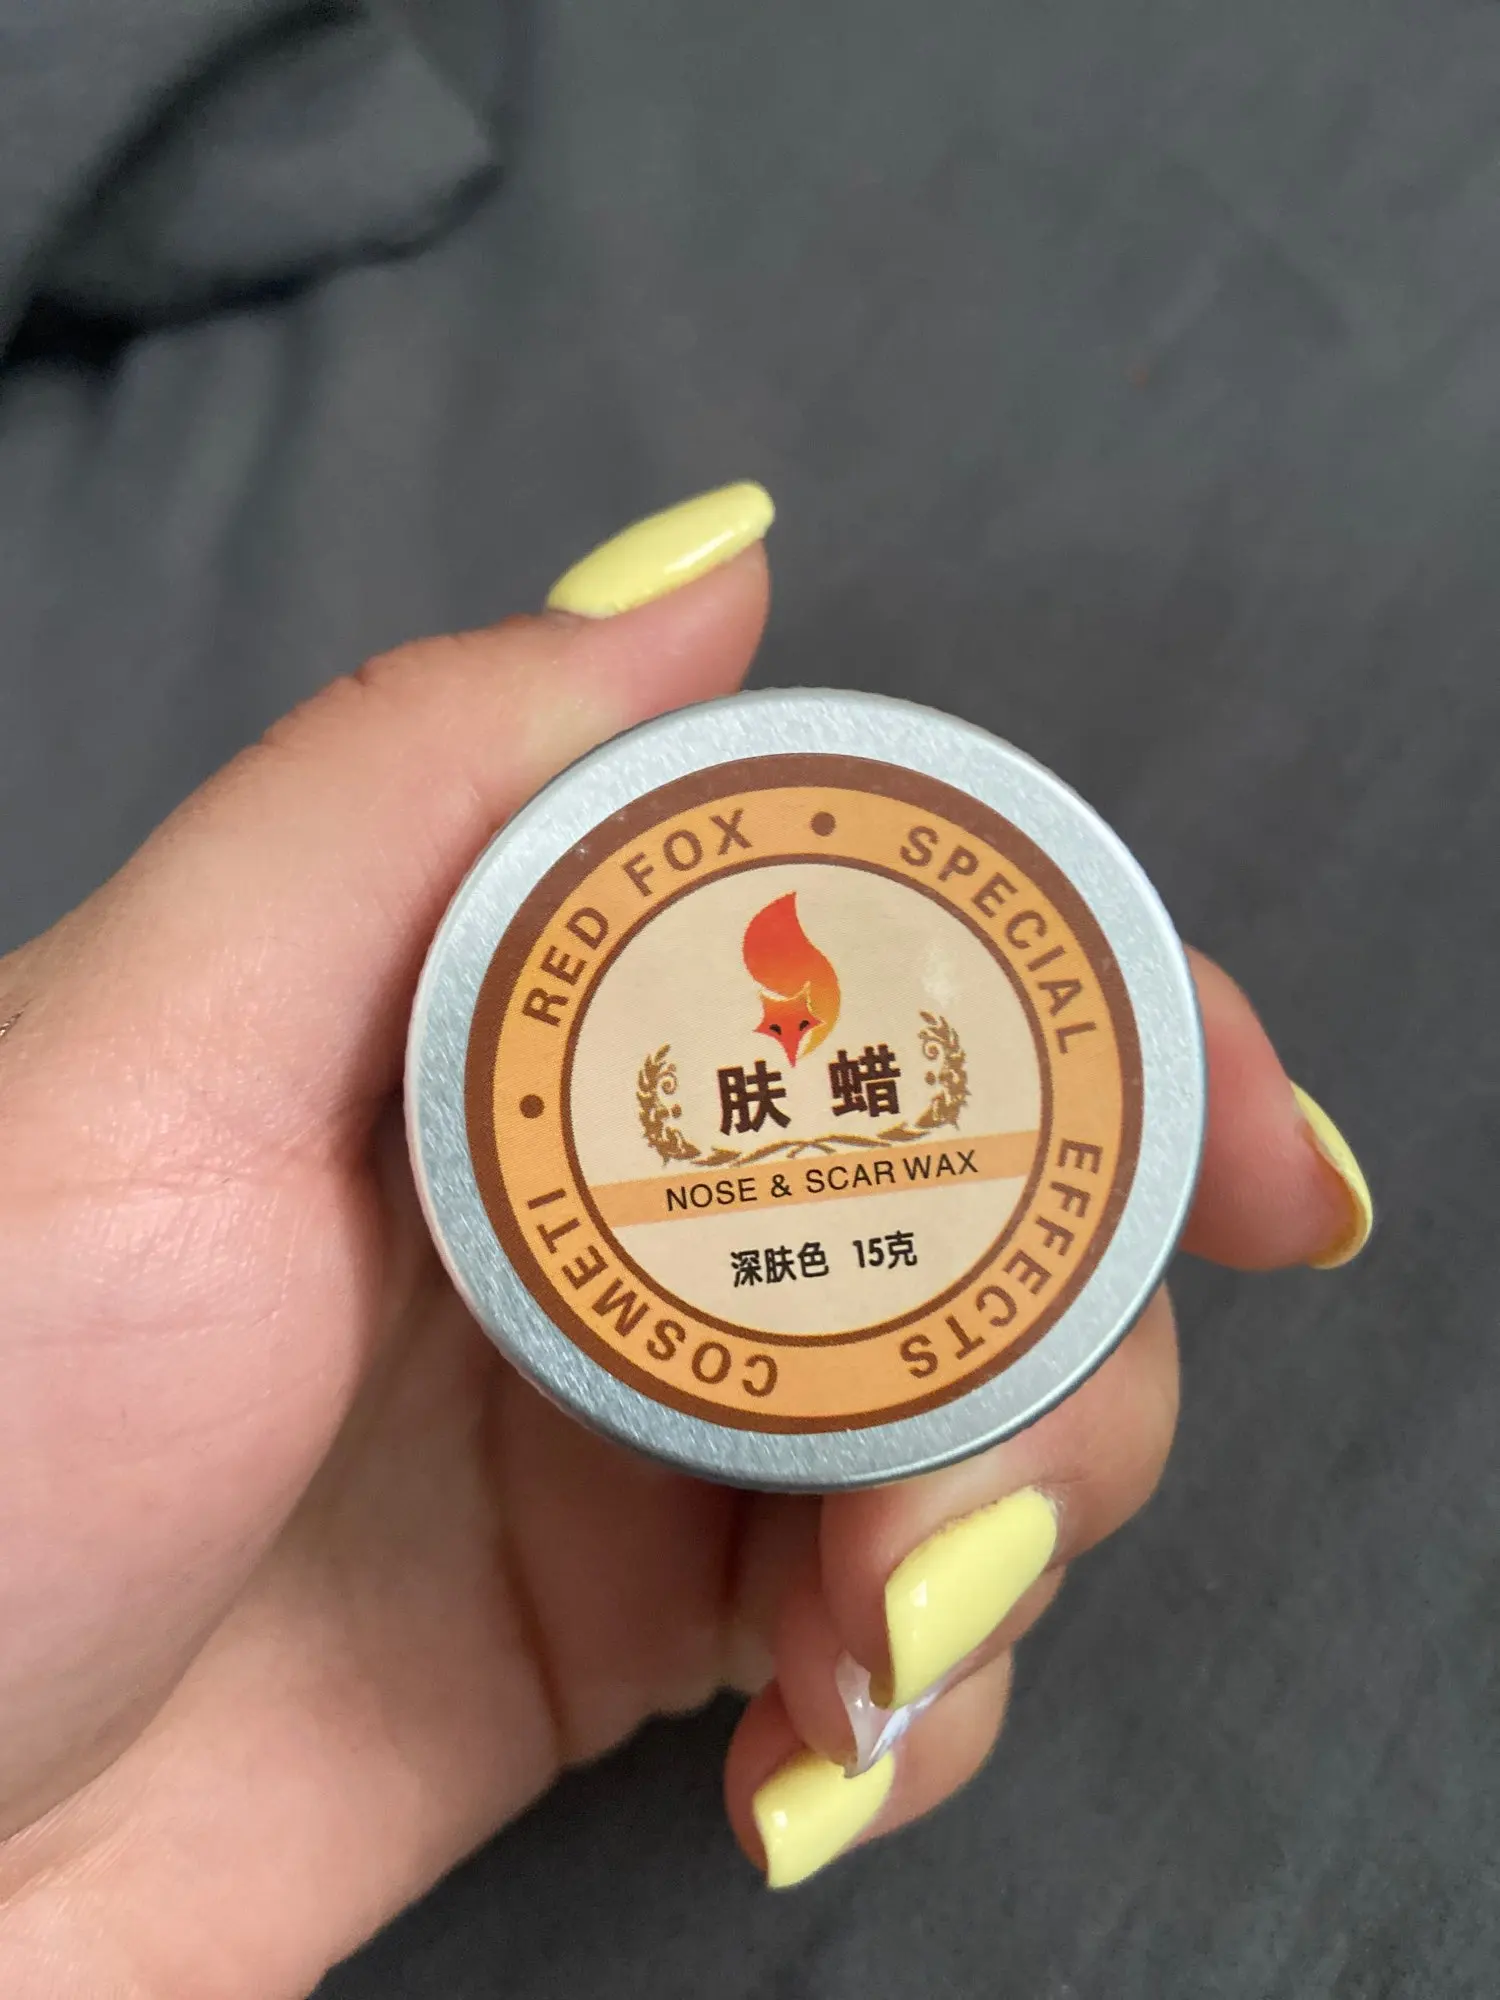 RED FOX • SPECIAL EFFECTS COSMETI •
肤 蜡
NOSE & SCAR WAX
深肤色 15克